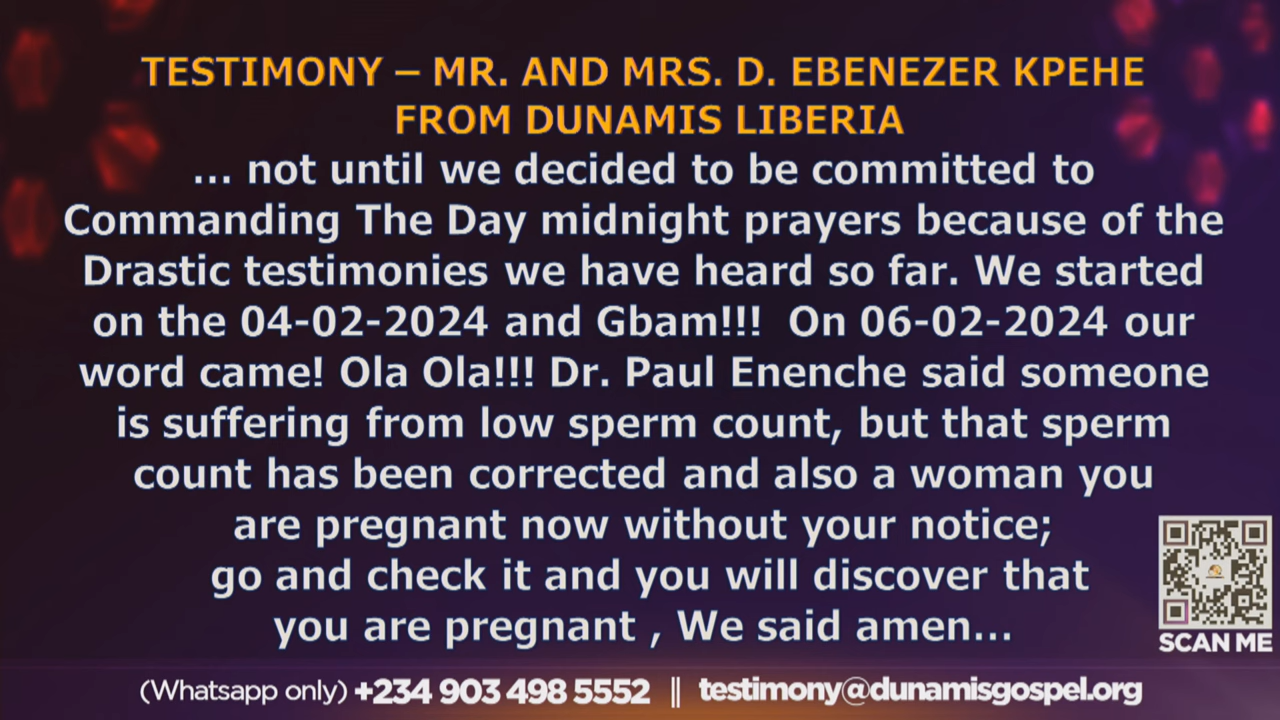 TESTIMONY – MR. AND MRS. D. EBENEZER KPEHE
FROM DUNAMIS LIBERIA
... not until we decided to be committed to
Commanding The Day midnight prayers because of the
Drastic testimonies we have heard so far. We started
on the 04-02-2024 and Gbam!!!  On 06-02-2024 our
word came! Ola Ola!!! Dr. Paul Enenche said someone
is suffering from low sperm count, but that sperm
count has been corrected and also a woman you
are pregnant now without your notice;
go and check it and you will discover that
you are pregnant , We said amen...
SCAN ME
(Whatsapp only) +234 903 498 5552 || testimony@dunamisgospel.org